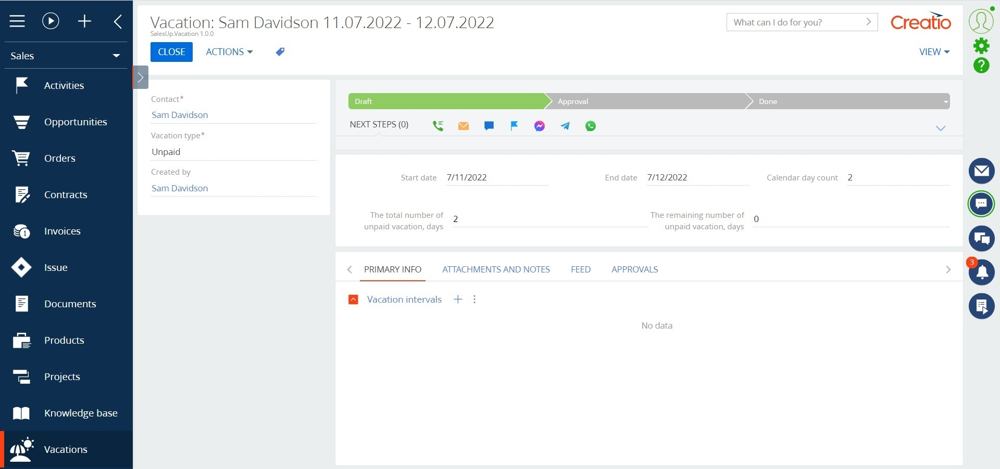 Vacation: Sam Davidson 11.07.2022 - 12.07.2022
SalesUp.Vacation 1.0.0
What can I do for you?
Creatio
CLOSE
ACTIONS
VIEW
Sales
Activities
Opportunities
Orders
Contracts
Invoices
1
Issue
Documents
Products
Projects
Knowledge base
Vacations
Contact*
Sam Davidson
Vacation type*
Unpaid
Created by
Sam Davidson
Draft
Approval
Done
NEXT STEPS (0)
Start date 7/11/2022
End date 7/12/2022
Calendar day count 2
The total number of
unpaid vacation, days
2
The remaining number of
unpaid vacation, days
0
PRIMARY INFO
ATTACHMENTS AND NOTES
FEED
APPROVALS
Vacation intervals
No data
?
3